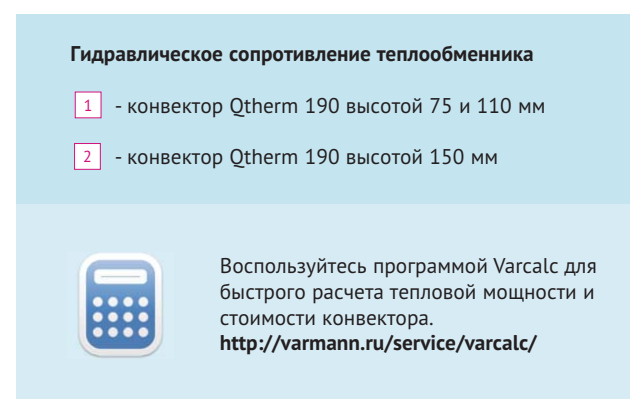 Гидравлическое сопротивление теплообменника
1 - конвектор Qtherm 190 высотой 75 и 110 мм
2 - конвектор Qtherm 190 высотой 150 мм
Воспользуйтесь программой Varcalc для
быстрого расчета тепловой мощности и
стоимости конвектора.
http://varmann.ru/service/varcalc/